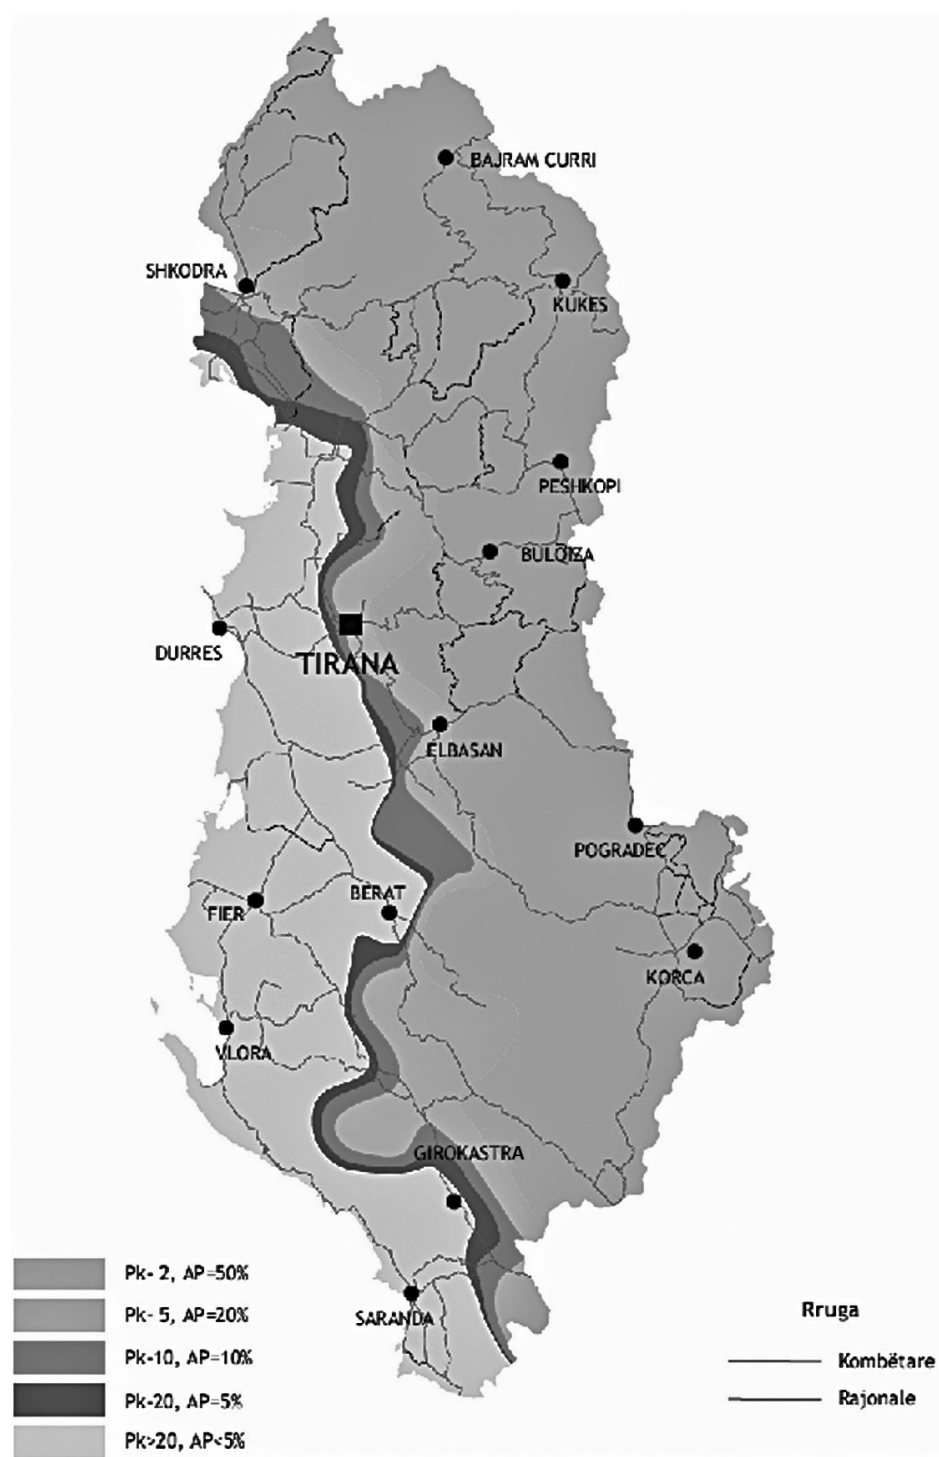 BAJRAM CURRI
SHKODRA
KUKES
PESHKOPI
BULQIZA
DURRES
TIRANA
ELBASAN
POGRADEC
BERAT
FIER
KORCA
VLORA
GIROKASTRA
SARANDA
Pk- 2, AP=50%
Pk- 5, AP=20%
Pk-10, AP=10%
Pk-20, AP=5%
Pk>20, AP<5%
Rruga
Kombëtare
Rajonale